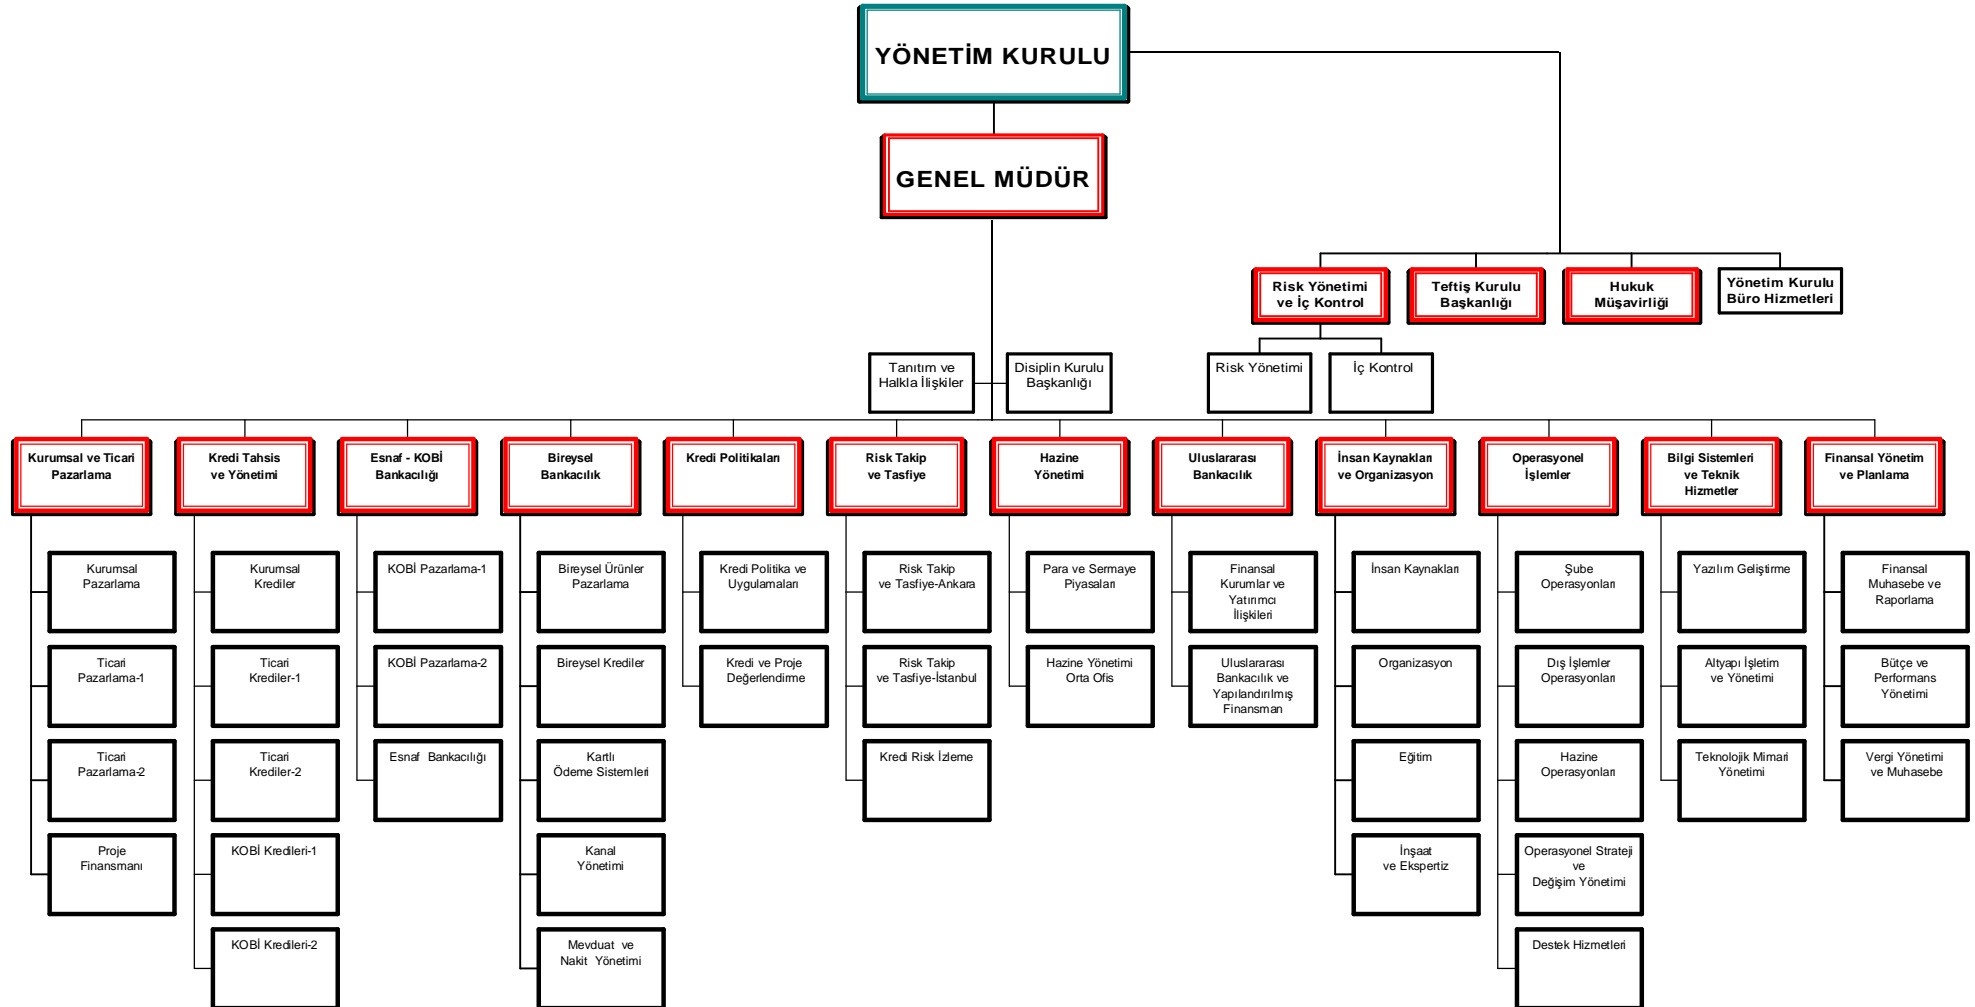 YÖNETİM KURULU
GENEL MÜDÜR
Risk Yönetimi
ve İç Kontrol
Teftiş Kurulu
Başkanlığı
Hukuk
Müşavirliği
Yönetim Kurulu
Büro Hizmetleri
Tanıtım ve
Halkla İlişkiler
Disiplin Kurulu
Başkanlığı
Risk Yönetimi
İç Kontrol
Kurumsal ve Ticari
Pazarlama
Kredi Tahsis
ve Yönetimi
Esnaf - KOBİ
Bankacılığı
Bireysel
Bankacılık
Kredi Politikaları
Risk Takip
ve Tasfiye
Hazine
Yönetimi
Uluslararası
Bankacılık
İnsan Kaynakları
ve Organizasyon
Operasyonel
İşlemler
Bilgi Sistemleri
ve Teknik
Hizmetler
Finansal Yönetim
ve Planlama
Kurumsal
Pazarlama
Kurumsal
Krediler
KOBİ Pazarlama-1
Bireysel Ürünler
Pazarlama
Kredi Politika ve
Uygulamaları
Risk Takip
ve Tasfiye-Ankara
Para ve Sermaye
Piyasaları
Finansal
Kurumlar ve
Yatırımcı
İlişkileri
İnsan Kaynakları
Şube
Operasyonları
Yazılım Geliştirme
Finansal
Muhasebe ve
Raporlama
Ticari
Pazarlama-1
Ticari
Krediler-1
KOBİ Pazarlama-2
Bireysel Krediler
Kredi ve Proje
Değerlendirme
Risk Takip
ve Tasfiye-İstanbul
Hazine Yönetimi
Orta Ofis
Uluslararası
Bankacılık ve
Yapılandırılmış
Finansman
Organizasyon
Dış İşlemler
Operasyonları
Altyapı İşletim
ve Yönetimi
Bütçe ve
Performans
Yönetimi
Ticari
Pazarlama-2
Ticari
Krediler-2
Esnaf Bankacılığı
Kartlı
Ödeme Sistemleri
Kredi Risk İzleme
Eğitim
Hazine
Operasyonları
Teknolojik Mimari
Yönetimi
Vergi Yönetimi
ve Muhasebe
Proje
Finansmanı
KOBİ Kredileri-1
Kanal
Yönetimi
İnşaat
ve Ekspertiz
Operasyonel Strateji
ve
Değişim Yönetimi
KOBİ Kredileri-2
Mevduat ve
Nakit Yönetimi
Destek Hizmetleri